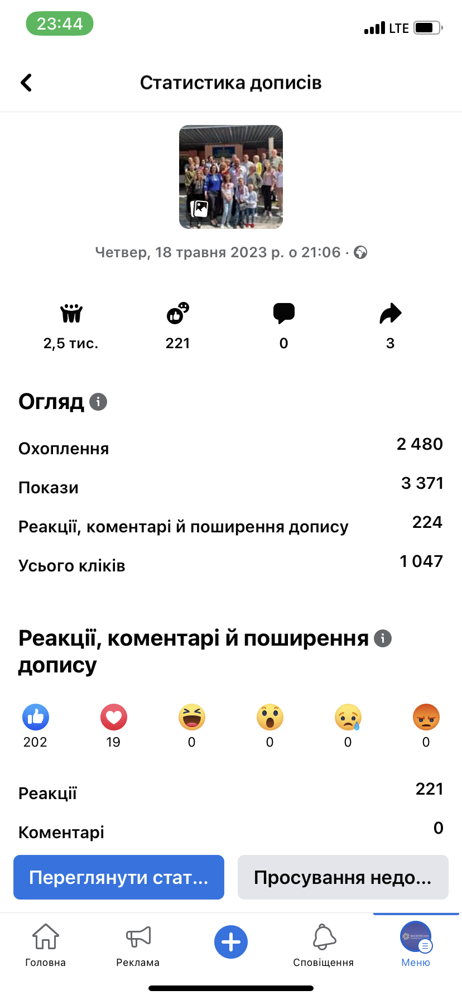 23:44
LTE
Статистика дописів
Четвер, 18 травня 2023 р. о 21:06 ·
2,5 тис.
221
0
3
Огляд
Охоплення
2 480
Покази
3 371
Реакції, коментарі й поширення допису
224
Усього кліків
1 047
Реакції, коментарі й поширення
допису
202
19
0
0
0
0
Реакції
221
Коментарі
0
Переглянути стат...
Просування недо...
Головна
Реклама
Сповіщення
Меню